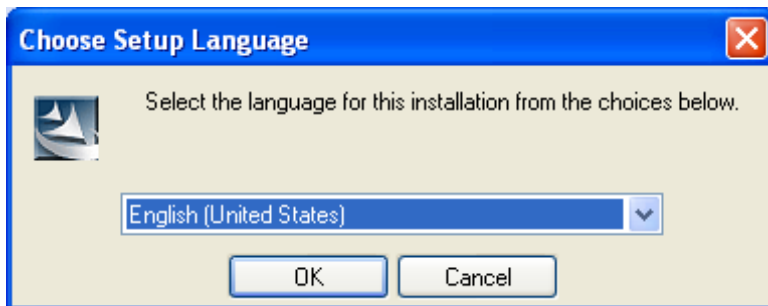 Choose Setup Language
Select the language for this installation from the choices below.
English (United States)
OK
Cancel